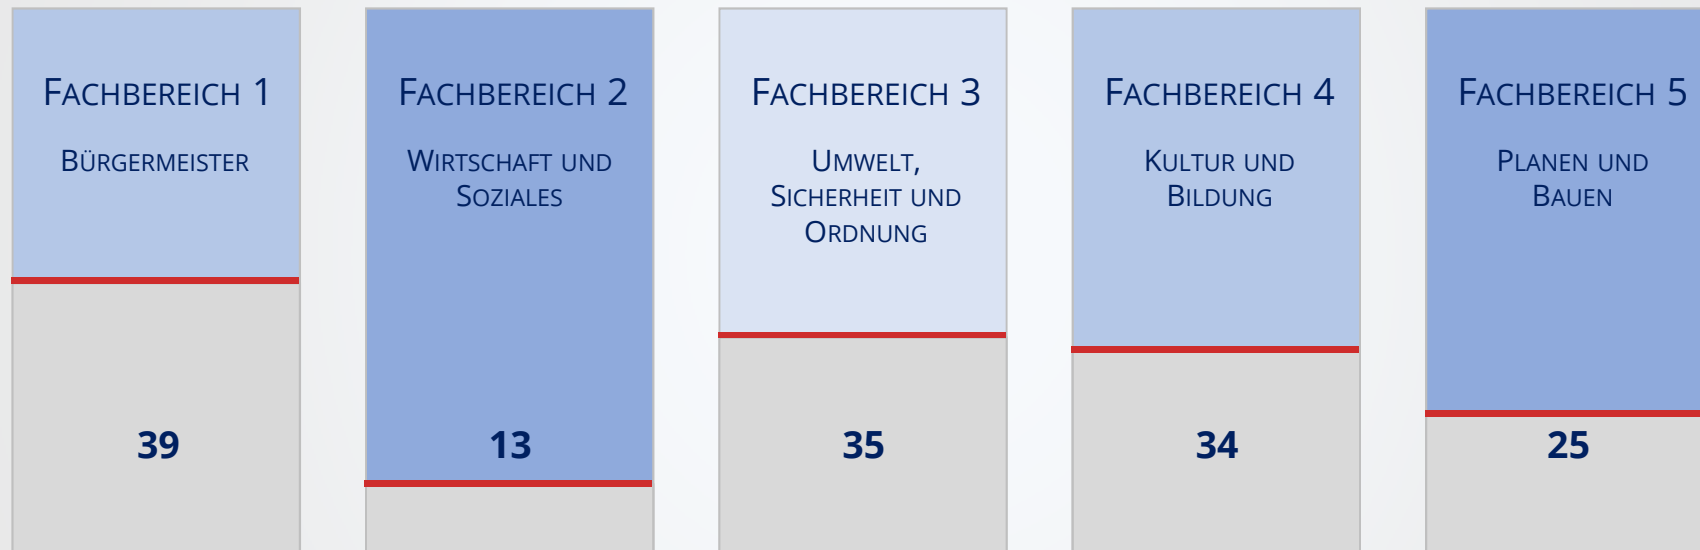 Fachbereich 1
Bürgermeister
39
Fachbereich 2
Wirtschaft und
Soziales
13
Fachbereich 3
Umwelt,
Sicherheit und
Ordnung
35
Fachbereich 4
Kultur und
Bildung
34
Fachbereich 5
Planen und
Bauen
25